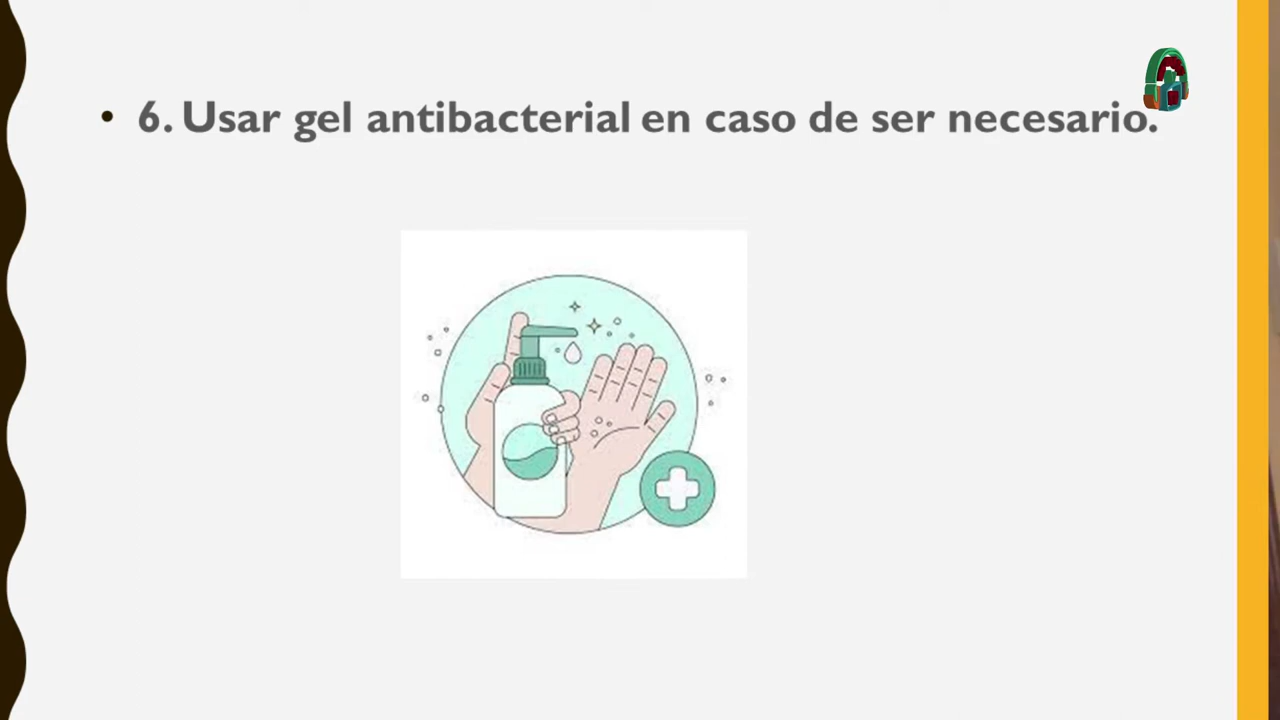 • 6. Usar gel antibacterial en caso de ser necesario.